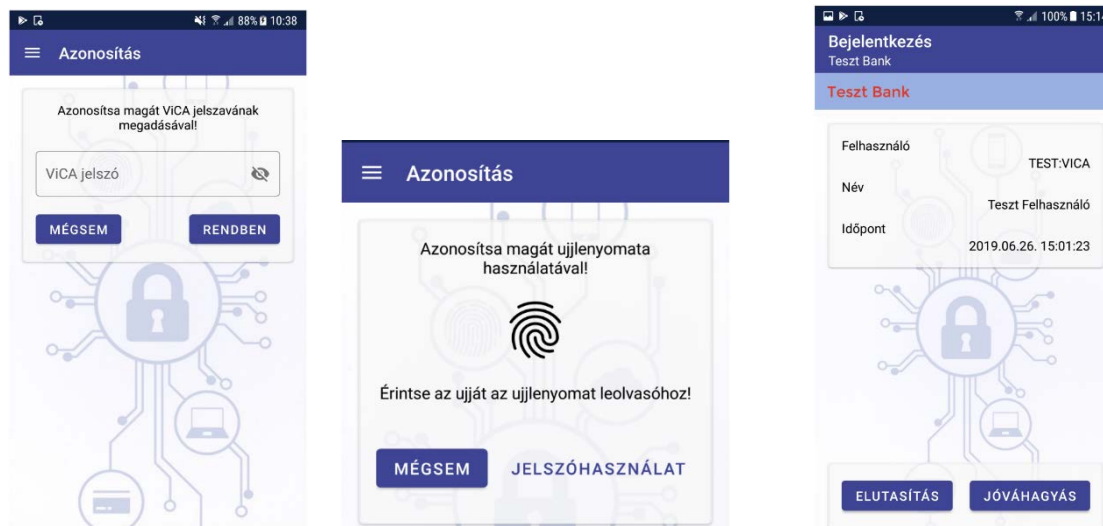 88% 10:38
Azonosítás
Azonosítsa magát ViCA jelszavának
megadásával!
ViCA jelszó
MÉGSEM
RENDBEN
Azonosítás
Azonosítsa magát ujjlenyomata
használatával!
Érintse az ujját az ujjlenyomat leolvasóhoz!
MÉGSEM
JELSZÓHASZNÁLAT
100% 15:14
Bejelentkezés
Teszt Bank
Teszt Bank
Felhasználó
TEST:VICA
Név
Teszt Felhasználó
Időpont
2019.06.26. 15:01:23
ELUTASÍTÁS
JÓVÁHAGYÁS